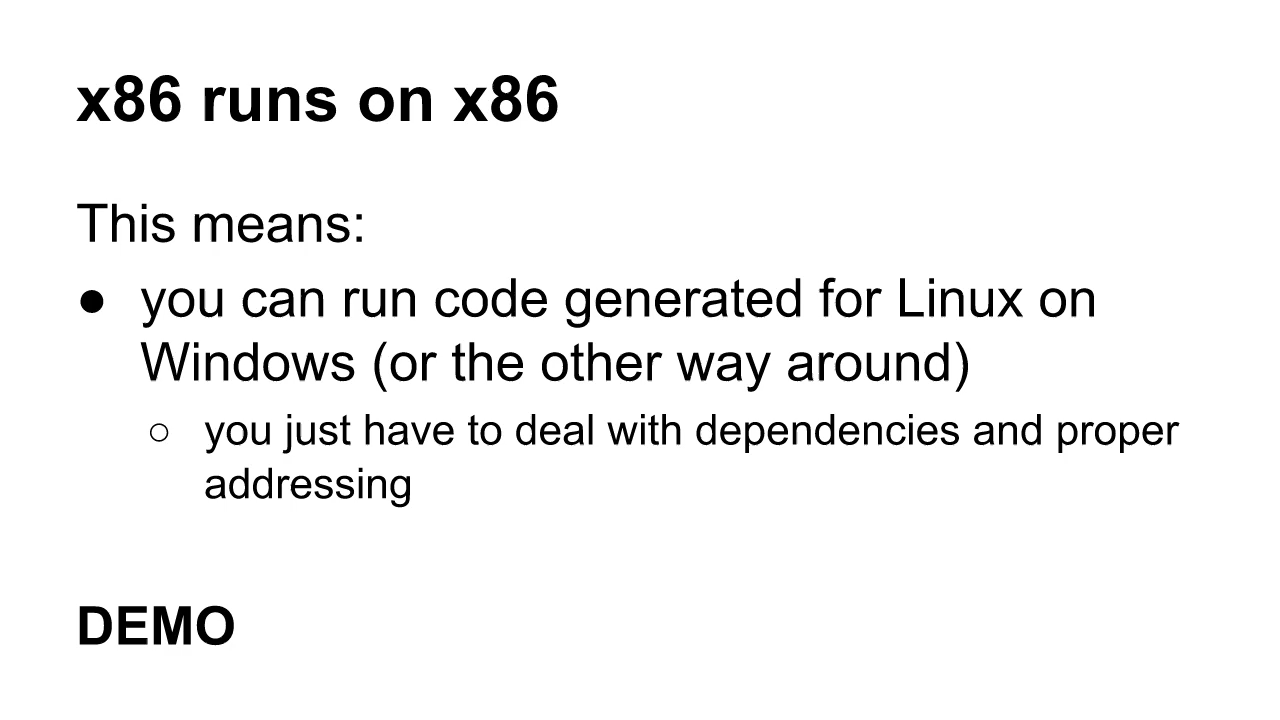 x86 runs on x86
This means:
● you can run code generated for Linux on
Windows (or the other way around)
○ you just have to deal with dependencies and proper
addressing
DEMO